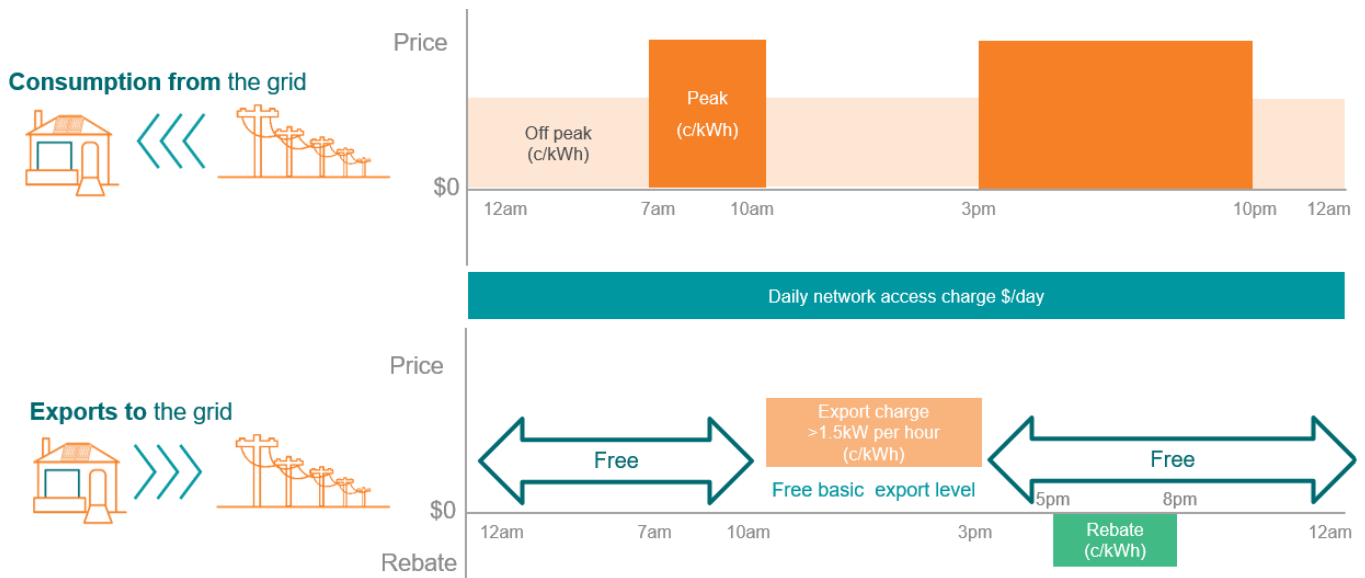 Price
Consumption from the grid
Peak
(c/kWh)
Off peak
(c/kWh)
$0
12am
7am
10am
3pm
10pm
12am
Daily network access charge $/day
Price
Exports to the grid
Export charge
>1.5kW per hour
(c/kWh)
Free
Free
Free basic export level
5pm
8pm
$0
12am
7am
10am
3pm
12am
Rebate
(c/kWh)
Rebate